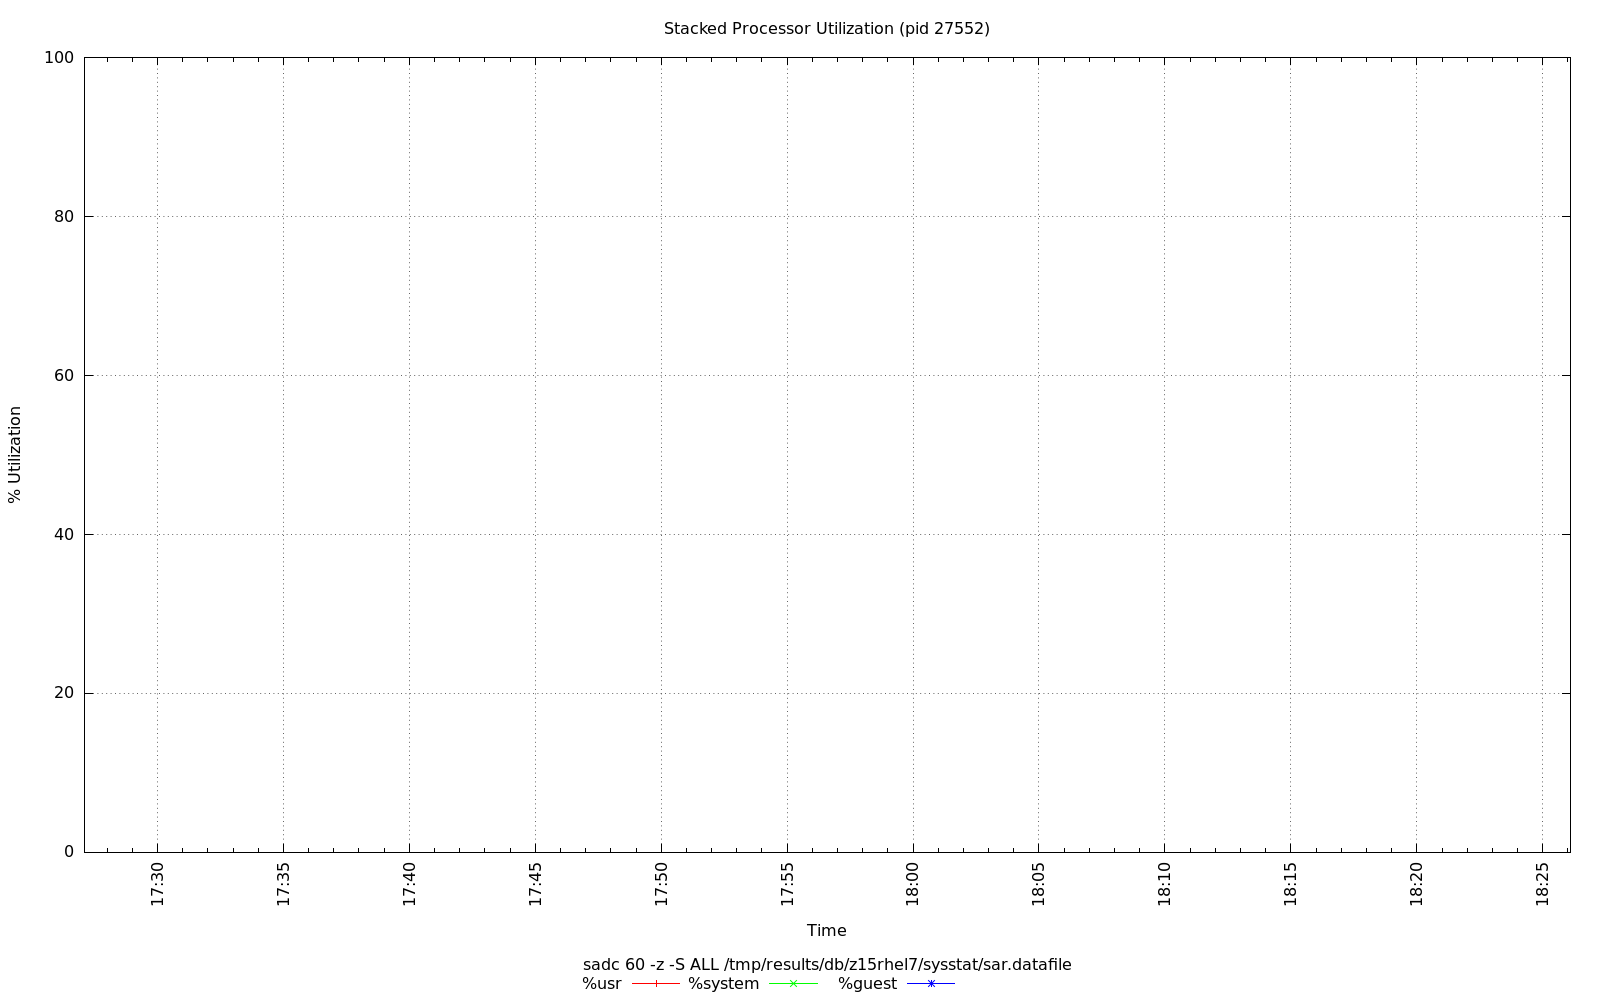 Stacked Processor Utilization (pid 27552)
100
80
60
40
20
0
% Utilization
17:30 17:35 17:40 17:45 17:50 17:55 18:00 18:05 18:10 18:15 18:20 18:25
Time
sadc 60 -z -S ALL /tmp/results/db/z15rhel7/sysstat/sar.datafile
%usr %system %guest